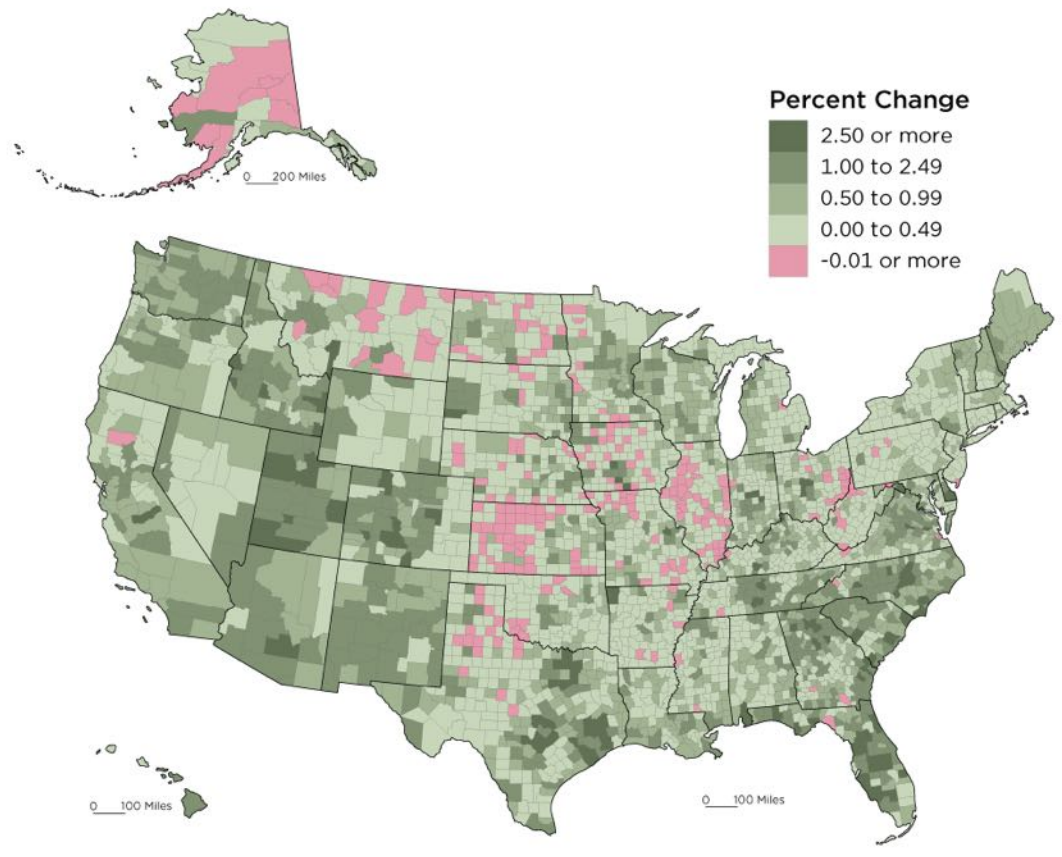 Percent Change
2.50 or more
1.00 to 2.49
0.50 to 0.99
0.00 to 0.49
-0.01 or more
0 200 Miles
0 100 Miles
0 100 Miles